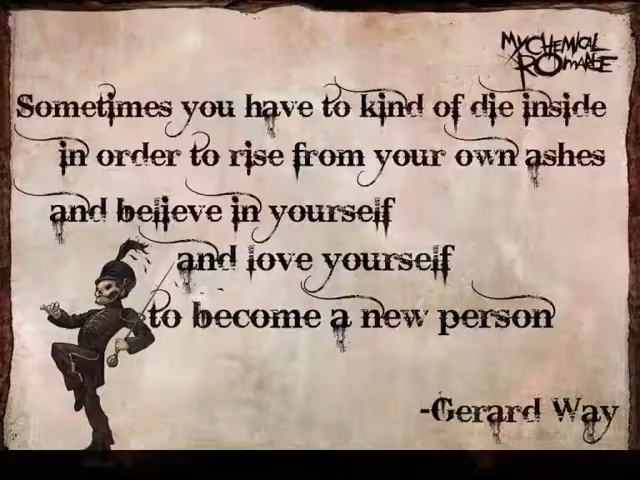 My Chemical
Romance
Sometimes you have to kind of die inside
in order to rise from your own ashes
and believe in yourself
and love yourself
to become a new person
-Gerard Way